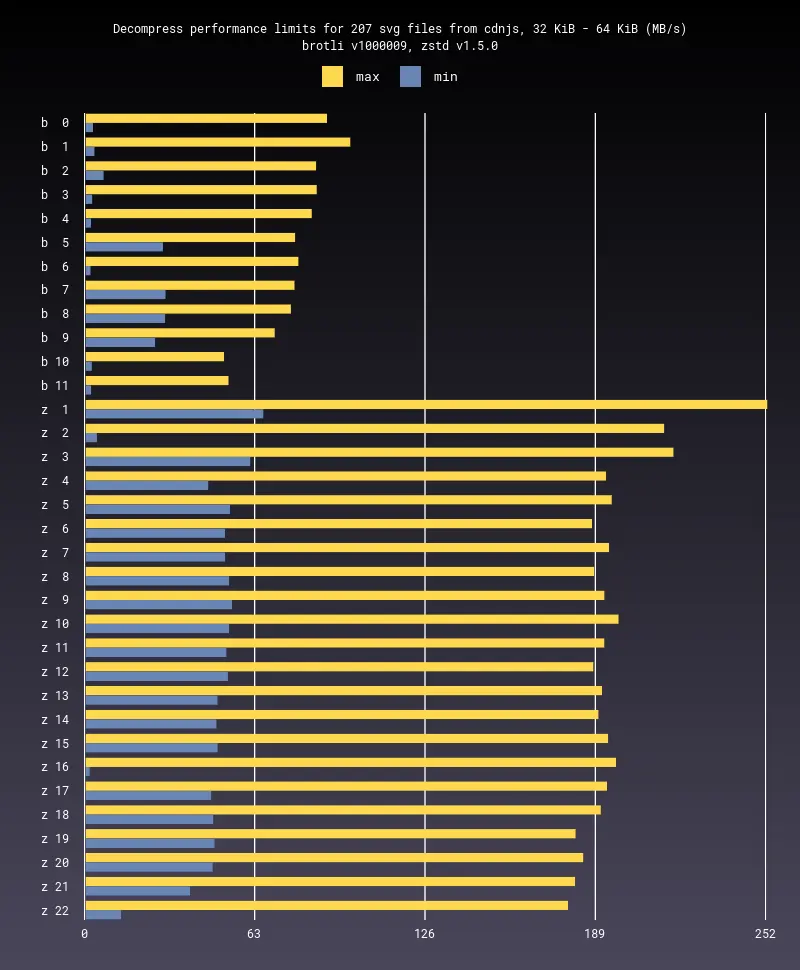 Decompress performance limits for 207 svg files from cdnjs, 32 KiB - 64 KiB (MB/s)
brotli v1000009, zstd v1.5.0
max min
b 0
b 1
b 2
b 3
b 4
b 5
b 6
b 7
b 8
b 9
b 10
b 11
z 1
z 2
z 3
z 4
z 5
z 6
z 7
z 8
z 9
z 10
z 11
z 12
z 13
z 14
z 15
z 16
z 17
z 18
z 19
z 20
z 21
z 22
0 63 126 189 252